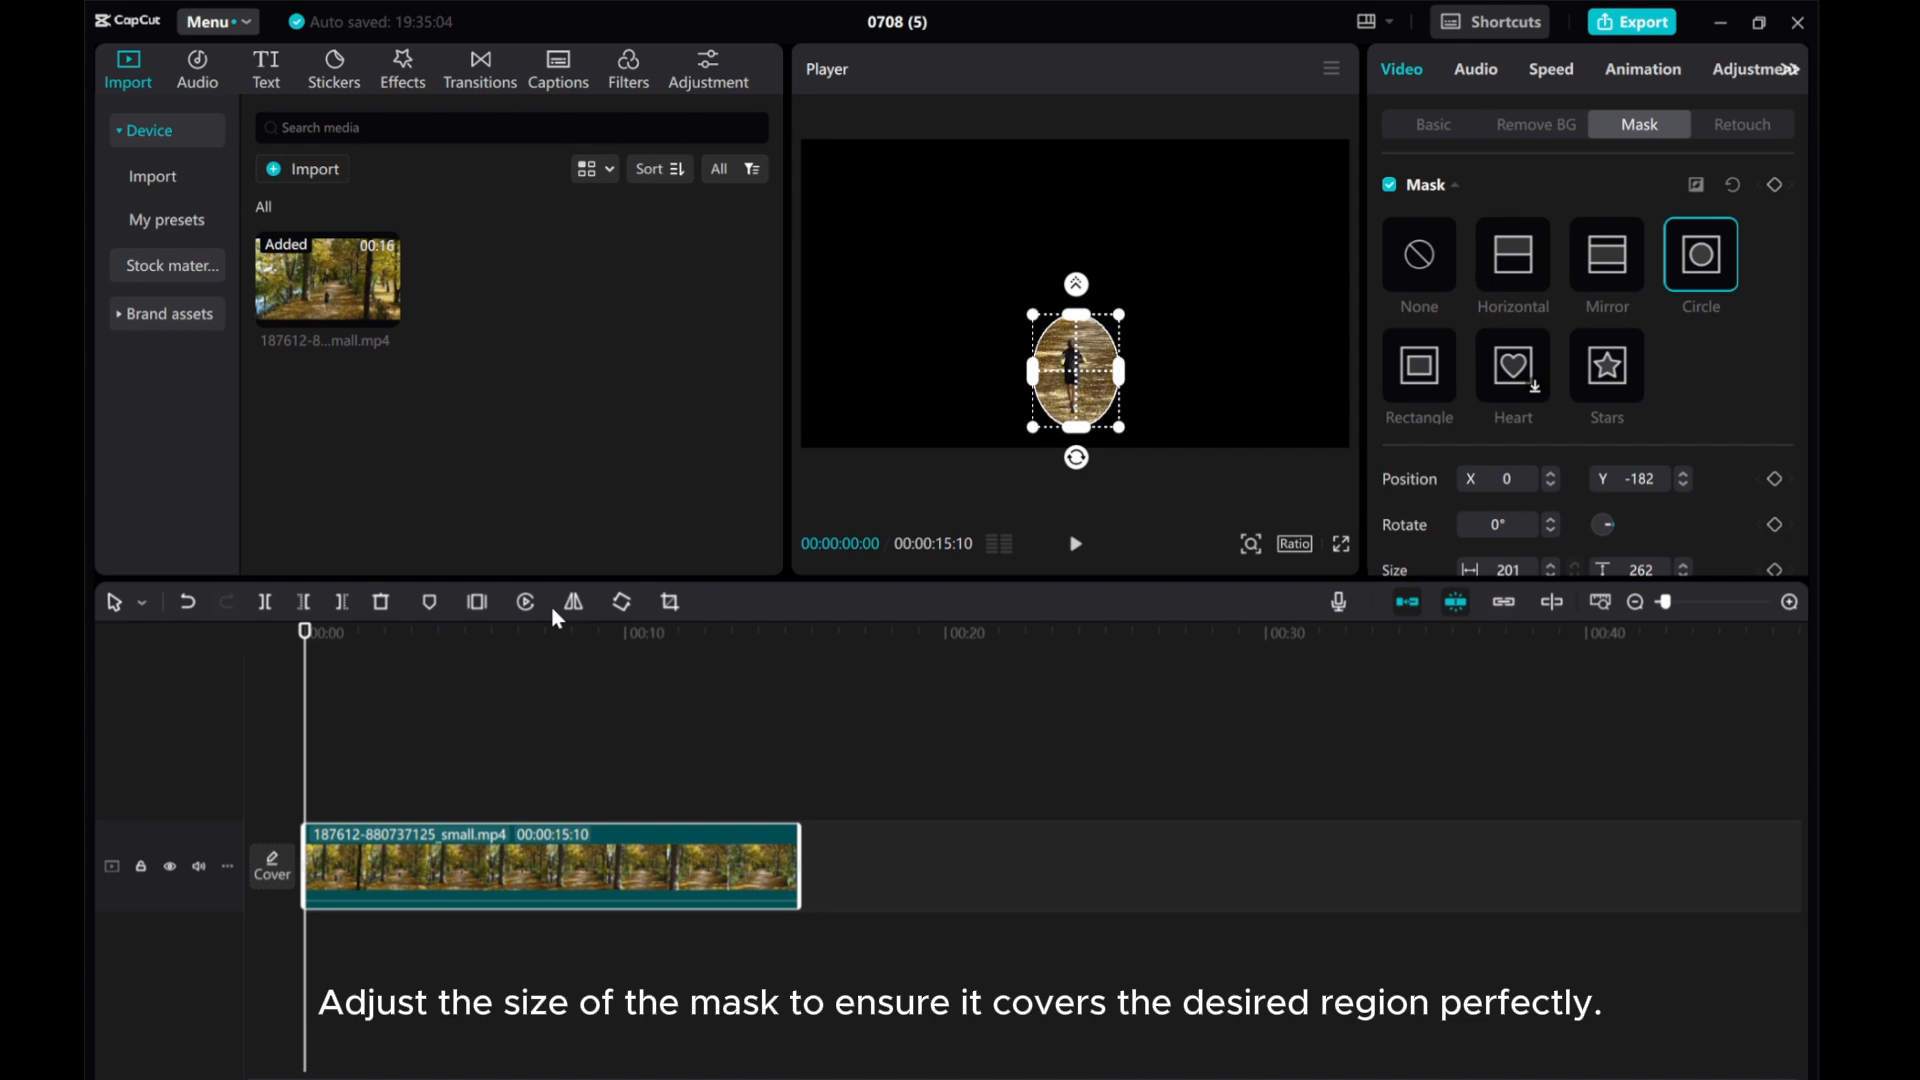 CapCut
Menu
Auto saved: 19:35:04
0708 (5)
Shortcuts
Export
Import
Audio
Text
Stickers
Effects
Transitions
Captions
Filters
Adjustment
Player
Video
Audio
Speed
Animation
Adjustment
Device
Import
My presets
Stock mater...
Brand assets
Search media
Import
Sort
All
All
Added
00:16
187612-8...mall.mp4
Basic
Remove BG
Mask
Retouch
Mask
None
Horizontal
Mirror
Circle
Rectangle
Heart
Stars
Position
X 0
Y -182
Rotate
0°
Size
201
262
00:00:00:00
00:00:15:10
Ratio
00:00
00:10
00:20
00:30
00:40
187612-880737125_small.mp4 00:00:15:10
Cover
Adjust the size of the mask to ensure it covers the desired region perfectly.